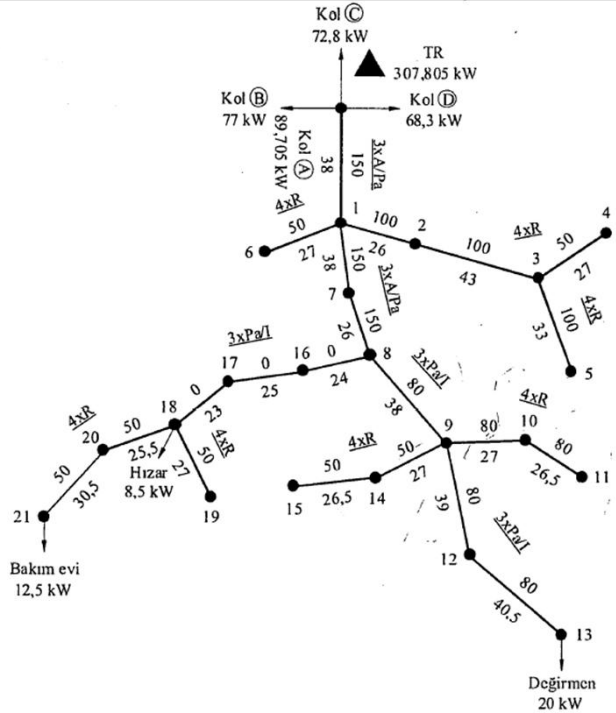 Kol Ⓒ
72,8 kW
TR
307,805 kW
Kol Ⓑ
77 kW
Kol Ⓓ
68,3 kW
Kol Ⓐ
89,705 kW
38
150
3xA/Pa
4xR
50
27
6
1
100
26
2
100
43
4xR
3
50
27
4
4xR
100
33
5
38
150
3xA/Pa
7
26
150
8
3xPa/I
17
0
25
16
0
24
0
23
18
4xR
50
25,5
20
4xR
50
27
19
Hızar
8,5 kW
50
30,5
21
Bakım evi
12,5 kW
3xPa/I
80
38
9
80
27
4xR
10
80
26,5
11
4xR
50
27
14
50
26,5
15
39
80
12
3xPa/I
80
40,5
13
Değirmen
20 kW